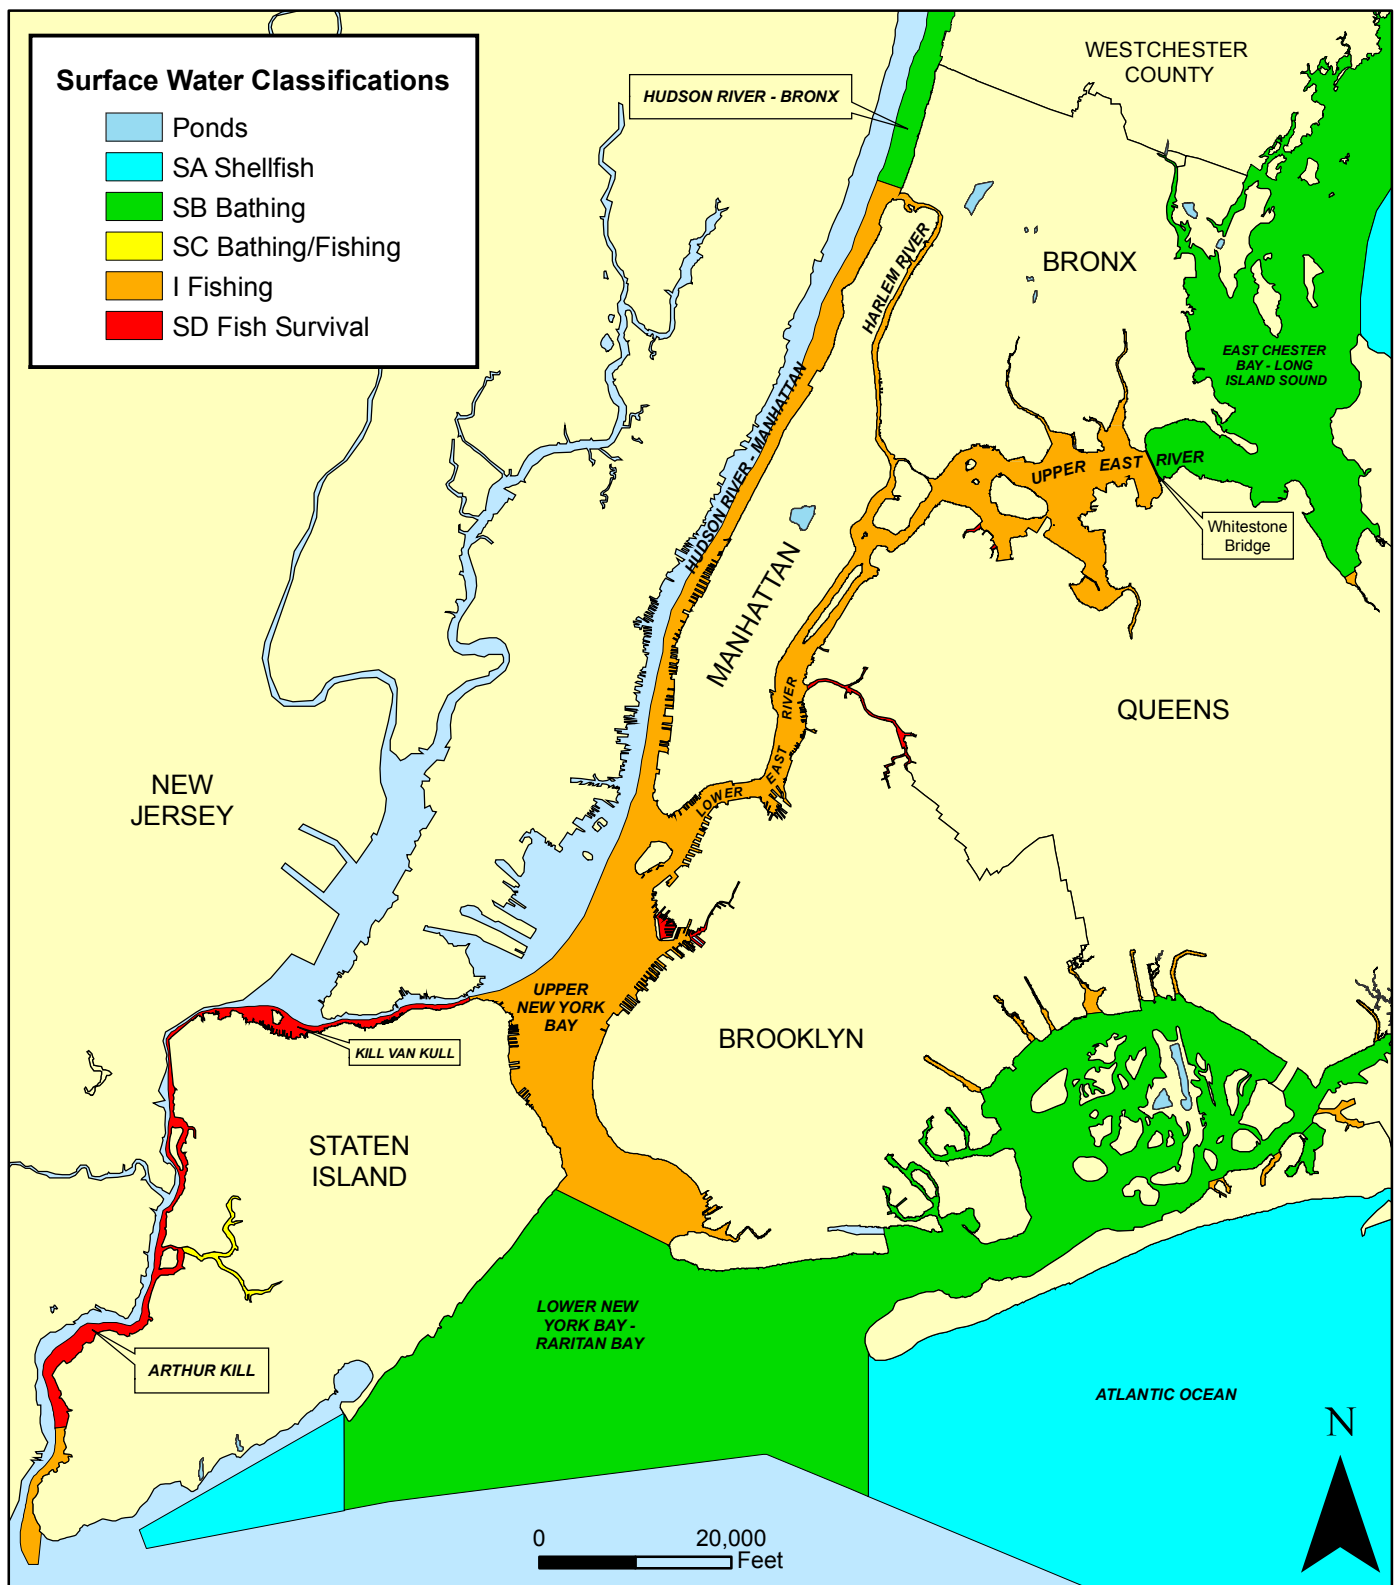 Surface Water Classifications
Ponds
SA Shellfish
SB Bathing
SC Bathing/Fishing
I Fishing
SD Fish Survival
HUDSON RIVER - BRONX
WESTCHESTER
COUNTY
HARLEM RIVER
BRONX
EAST CHESTER
BAY - LONG
ISLAND SOUND
HUDSON RIVER - MANHATTAN
UPPER EAST RIVER
Whitestone
Bridge
MANHATTAN
QUEENS
LOWER EAST RIVER
NEW
JERSEY
UPPER
NEW YORK
BAY
BROOKLYN
KILL VAN KULL
STATEN
ISLAND
LOWER NEW
YORK BAY -
RARITAN BAY
ARTHUR KILL
ATLANTIC OCEAN
N
0 20,000
Feet